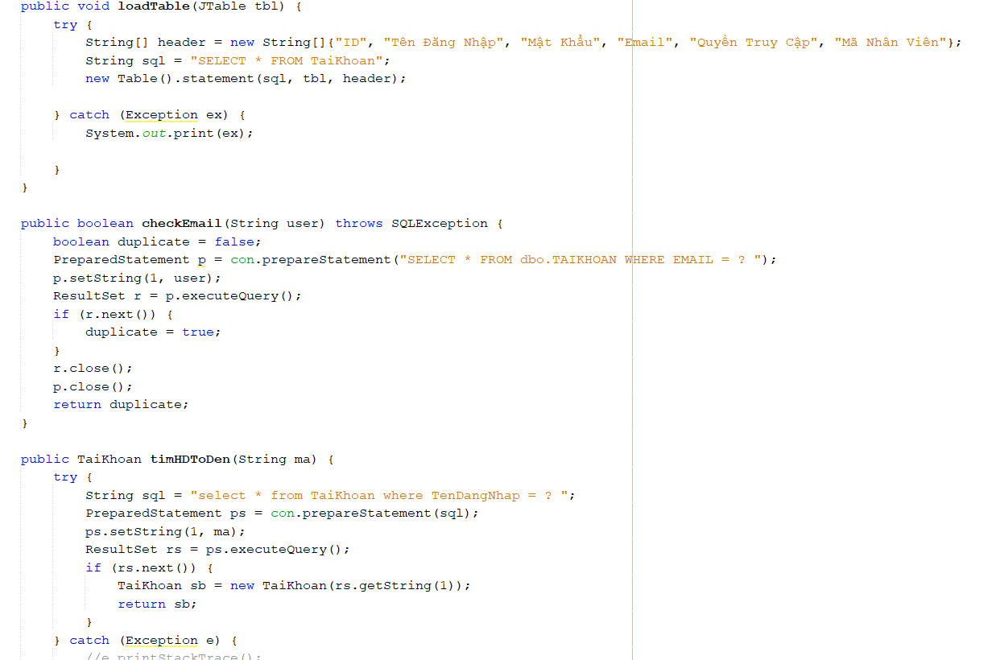 public void loadTable(JTable tbl) {
    try {
        String[] header = new String[]{"ID", "Tên Đăng Nhập", "Mật Khẩu", "Email", "Quyền Truy Cập", "Mã Nhân Viên"};
        String sql = "SELECT * FROM TaiKhoan";
        new Table().statement(sql, tbl, header);
    } catch (Exception ex) {
        System.out.print(ex);
    }
}
public boolean checkEmail(String user) throws SQLException {
    boolean duplicate = false;
    PreparedStatement p = con.prepareStatement("SELECT * FROM dbo.TAIKHOAN WHERE EMAIL = ? ");
    p.setString(1, user);
    ResultSet r = p.executeQuery();
    if (r.next()) {
        duplicate = true;
    }
    r.close();
    p.close();
    return duplicate;
}
public TaiKhoan timHDToDen(String ma) {
    try {
        String sql = "select * from TaiKhoan where TenDangNhap = ? ";
        PreparedStatement ps = con.prepareStatement(sql);
        ps.setString(1, ma);
        ResultSet rs = ps.executeQuery();
        if (rs.next()) {
            TaiKhoan sb = new TaiKhoan(rs.getString(1));
            return sb;
        }
    } catch (Exception e) {
        //e.printStackTrace();